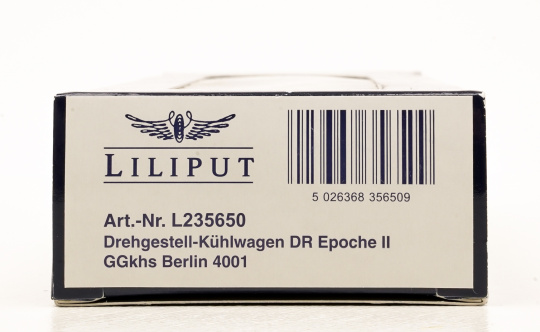 LILIPUT
5 026368 356509
Art.-Nr. L235650
Drehgestell-Kühlwagen DR Epoche II
GGkhs Berlin 4001